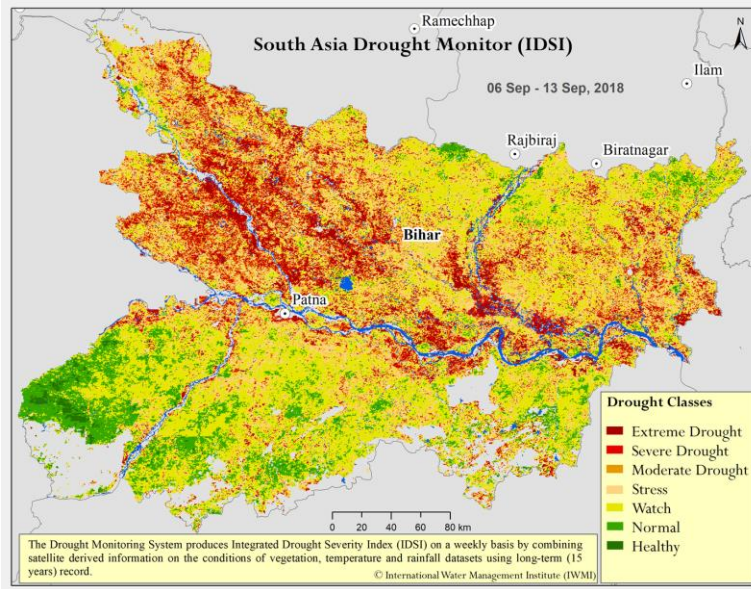 Ramechhap
South Asia Drought Monitor (IDSI)
N
Ilam
06 Sep - 13 Sep, 2018
Rajbiraj
Biratnagar
Bihar
Patna
Drought Classes
Extreme Drought
Severe Drought
Moderate Drought
Stress
Watch
Normal
Healthy
0 20 40 80 km
The Drought Monitoring System produces Integrated Drought Severity Index (IDSI) on a weekly basis by combining
satellite derived information on the conditions of vegetation, temperature and rainfall datasets using long-term (15
years) record.
© International Water Management Institute (IWMI)